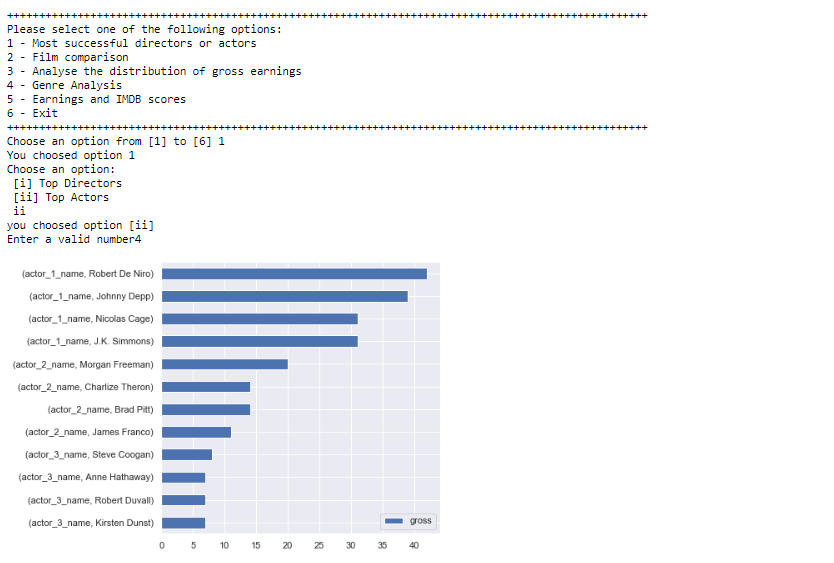 ++++++++++++++++++++++++++++++++++++++++++++++++++++++++++++++++++++++++++++++++++++++++++++++++++++
Please select one of the following options:
1 - Most successful directors or actors
2 - Film comparison
3 - Analyse the distribution of gross earnings
4 - Genre Analysis
5 - Earnings and IMDB scores
6 - Exit
++++++++++++++++++++++++++++++++++++++++++++++++++++++++++++++++++++++++++++++++++++++++++++++++++++
Choose an option from [1] to [6] 1
You choosed option 1
Choose an option:
[i] Top Directors
[ii] Top Actors
ii
you choosed option [ii]
Enter a valid number4
(actor_1_name, Robert De Niro)
(actor_1_name, Johnny Depp)
(actor_1_name, Nicolas Cage)
(actor_1_name, J.K. Simmons)
(actor_2_name, Morgan Freeman)
(actor_2_name, Charlize Theron)
(actor_2_name, Brad Pitt)
(actor_2_name, James Franco)
(actor_3_name, Steve Coogan)
(actor_3_name, Anne Hathaway)
(actor_3_name, Robert Duvall)
(actor_3_name, Kirsten Dunst)
gross
0 5 10 15 20 25 30 35 40